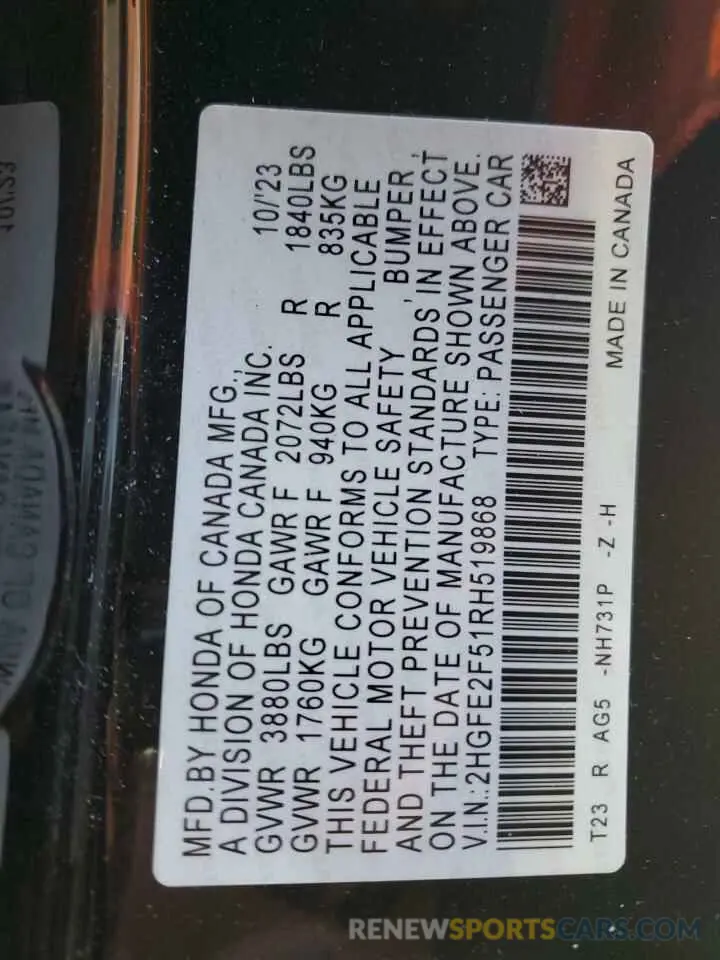 MFD.BY HONDA OF CANADA MFG.,
A DIVISION OF HONDA CANADA INC. 10/'23
GVWR 3880LBS GAWR F 2072LBS R 1840LBS
GVWR 1760KG GAWR F 940KG R 835KG
THIS VEHICLE CONFORMS TO ALL APPLICABLE
FEDERAL MOTOR VEHICLE SAFETY , BUMPER ,
AND THEFT PREVENTION STANDARDS IN EFFECT
ON THE DATE OF MANUFACTURE SHOWN ABOVE.
V.I.N.:2HGFE2F51RH519868 TYPE: PASSENGER CAR
T23 R AG5 -NH731P -Z -H MADE IN CANADA
RENEWSPORTSCARS.COM